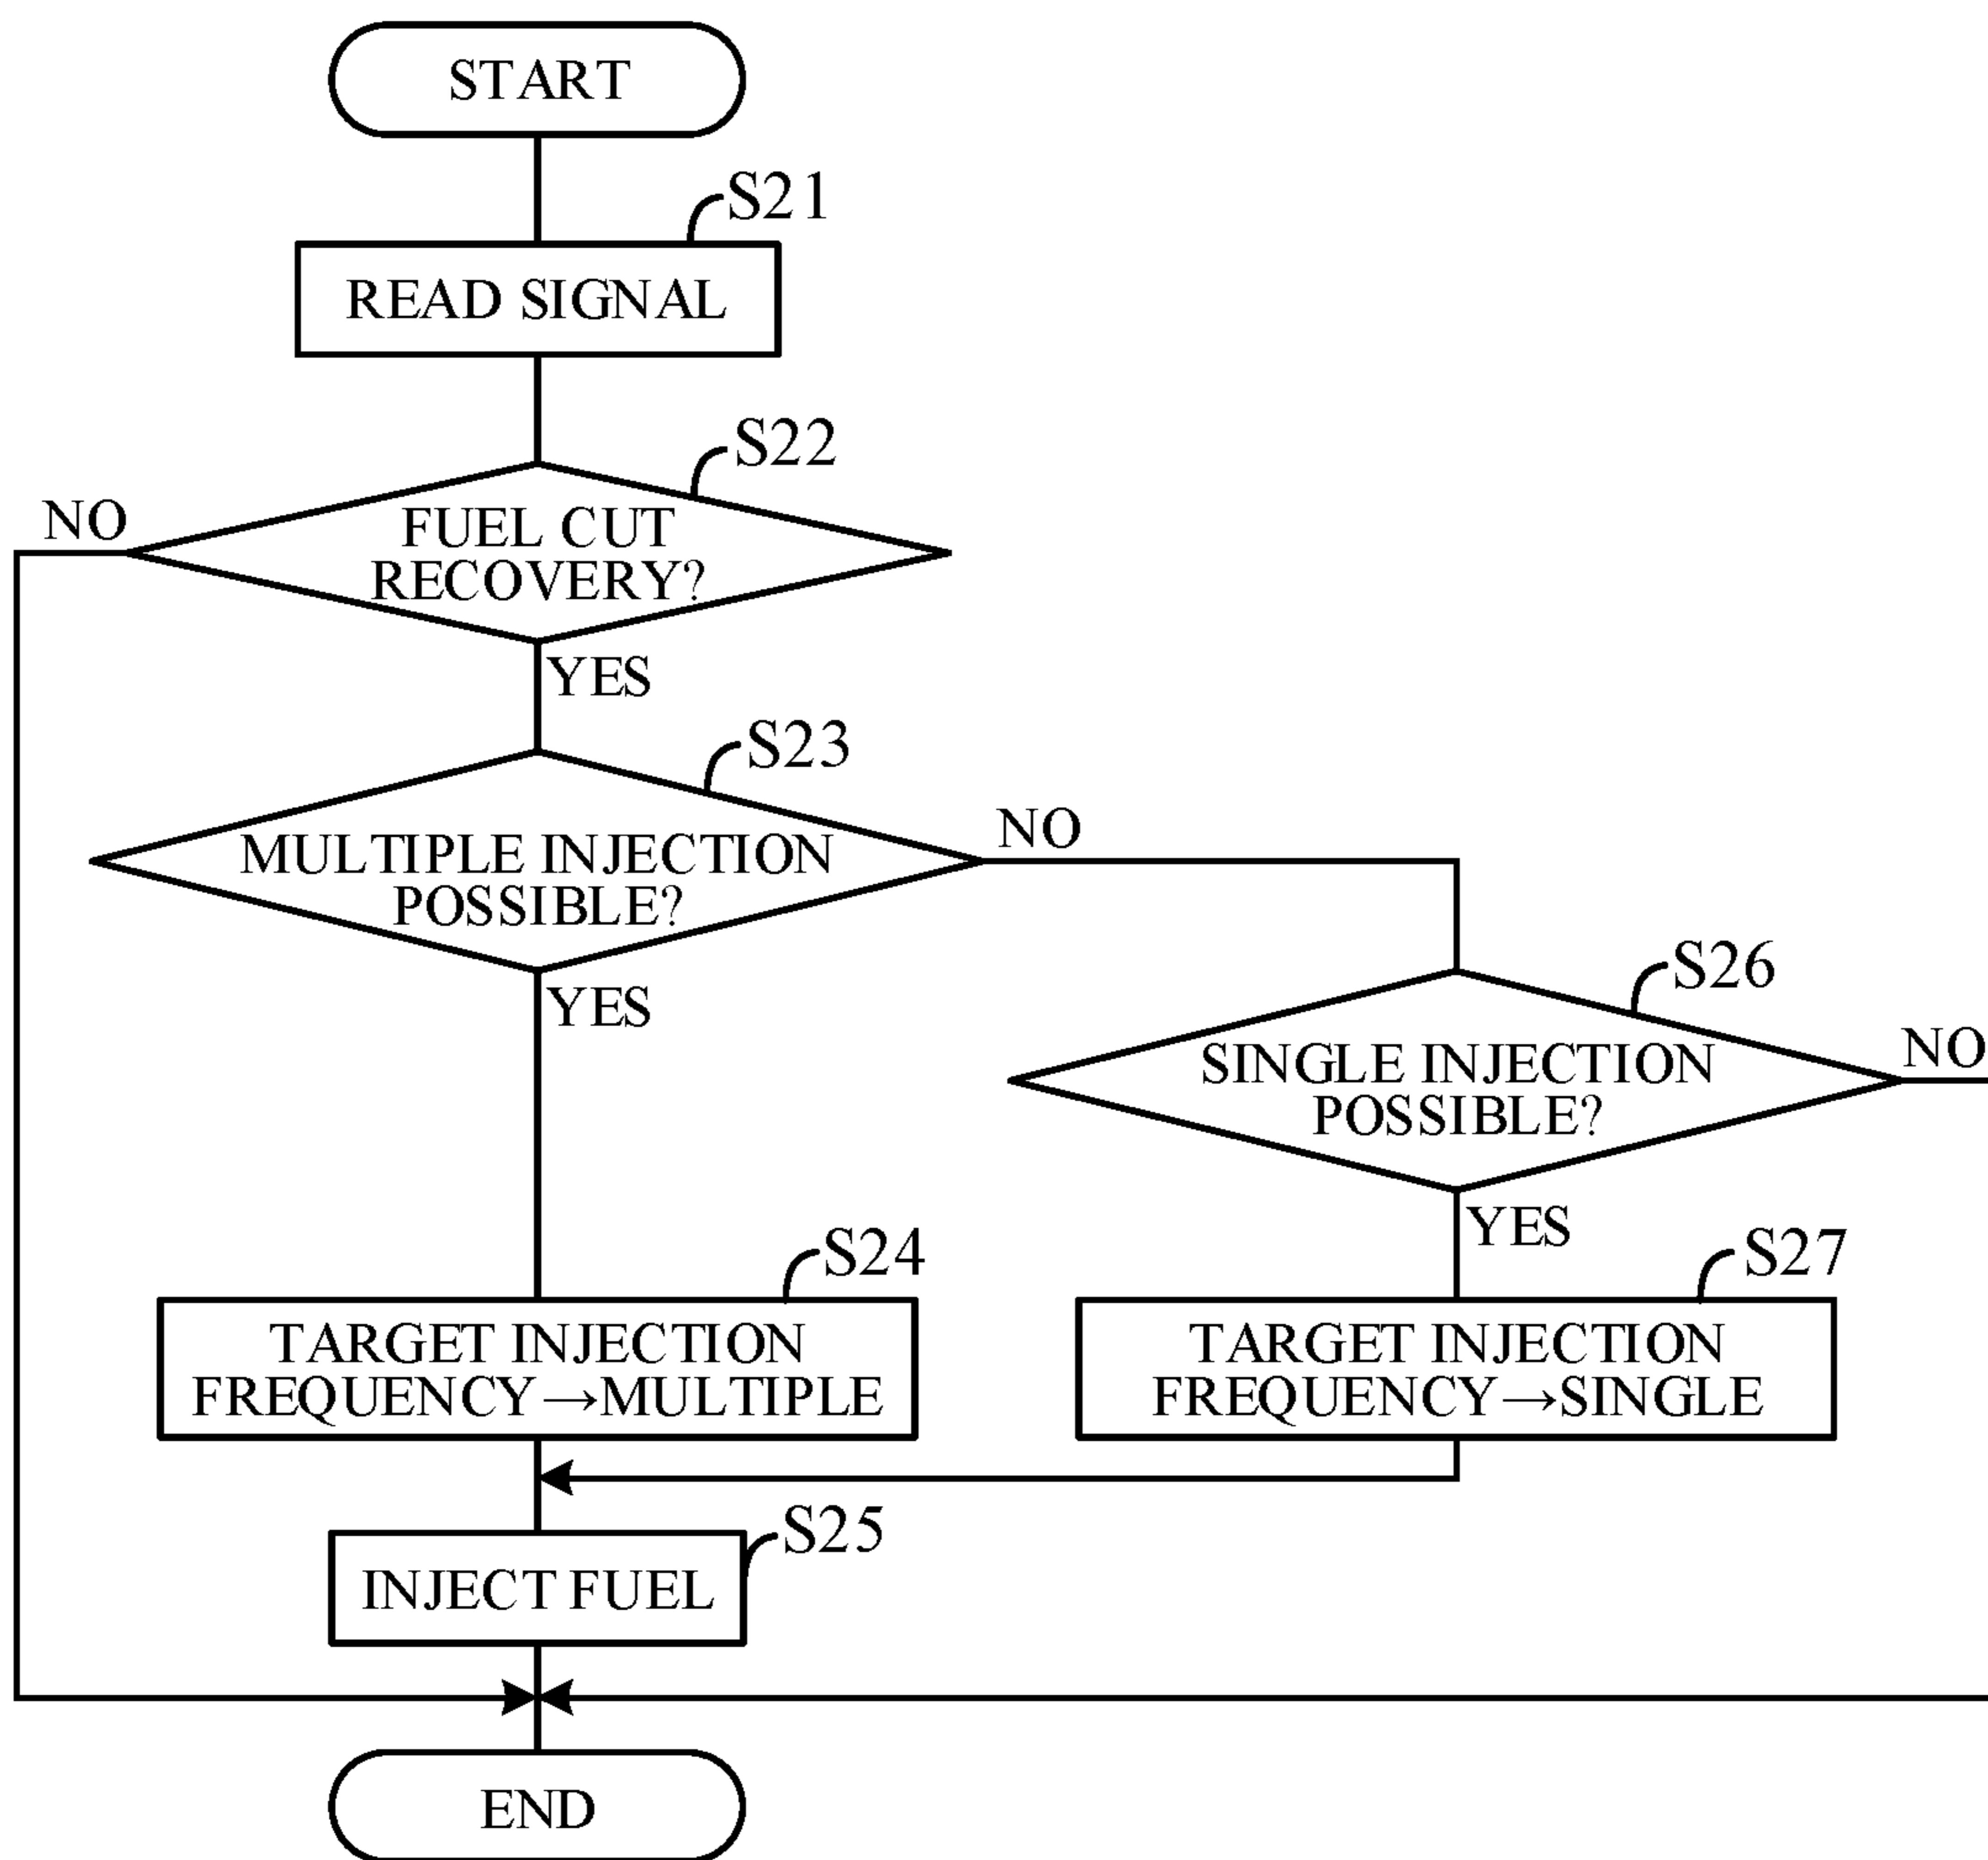 START
S21
READ SIGNAL
S22
NO
FUEL CUT
RECOVERY?
YES
S23
MULTIPLE INJECTION
POSSIBLE?
NO
YES
S26
SINGLE INJECTION
POSSIBLE?
NO
YES
S24
TARGET INJECTION
FREQUENCY→MULTIPLE
S27
TARGET INJECTION
FREQUENCY→SINGLE
S25
INJECT FUEL
END